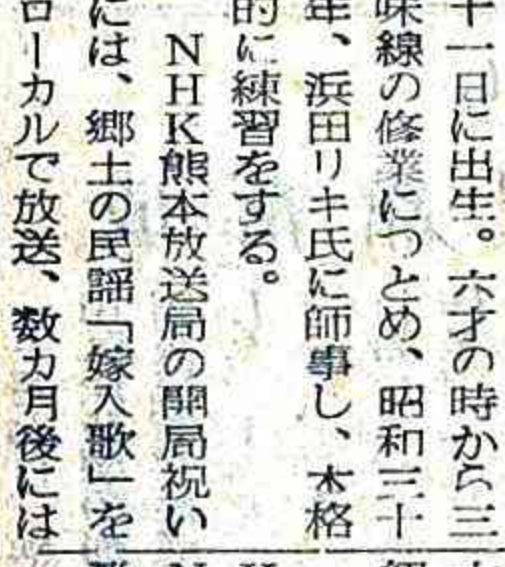 十一日に出生。六才の時から三
味線の修業につとめ、昭和三十
年、浜田リキ氏に師事し、本格
的に練習をする。
NHK熊本放送局の開局祝い
には、郷土の民謡「嫁入歌」を
ローカルで放送、数カ月後には